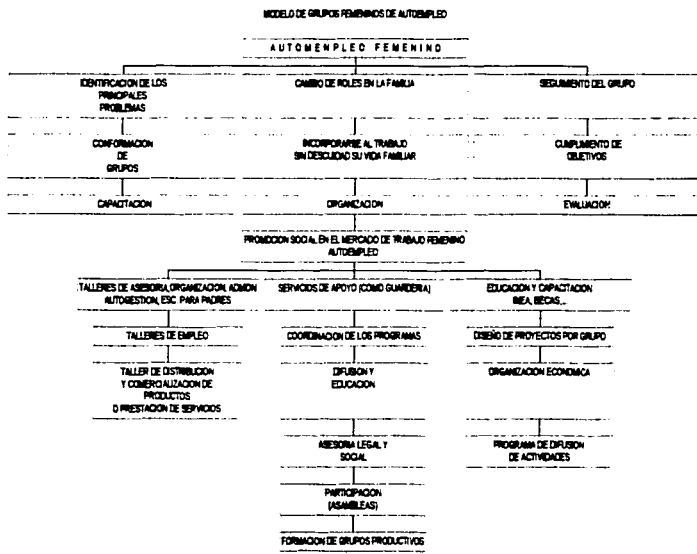 MODELO DE GRUPOS FEMENINOS DE AUTOEMPLEO
AUTOMENPLEO FEMENINO
IDENTIFICACION DE LOS
PRINCIPALES
PROBLEMAS
CAMBIO DE ROLES EN LA FAMILIA
SEGUIMIENTO DEL GRUPO
CONFORMACION
DE
GRUPOS
INCORPORARSE AL TRABAJO
SIN DESCUIDAR SU VIDA FAMILIAR
CUMPLIMIENTO DE
OBJETIVOS
CAPACITACION
ORGANIZACION
EVALUACION
PROMOCION SOCIAL EN EL MERCADO DE TRABAJO FEMENINO
AUTOEMPLEO
TALLERES DE ASESORIA, ORGANIZACION, ADMON
AUTOGESTION, ESC. PARA PADRES
SERVICIOS DE APOYO (COMO GUARDERIA)
EDUCACION Y CAPACITACION
INEA, BECAS...
TALLERES DE EMPLEO
COORDINACION DE LOS PROGRAMAS
DISEÑO DE PROYECTOS POR GRUPO
TALLER DE DISTRIBUCION
Y COMERCIALIZACION DE
PRODUCTOS
O PRESTACION DE SERVICIOS
DIFUSION Y
EDUCACION
ORGANIZACION ECONOMICA
ASESORIA LEGAL Y
SOCIAL
PROGRAMA DE DIFUSION
DE ACTIVIDADES
PARTICIPACION
(ASAMBLEAS)
FORMACION DE GRUPOS PRODUCTIVOS